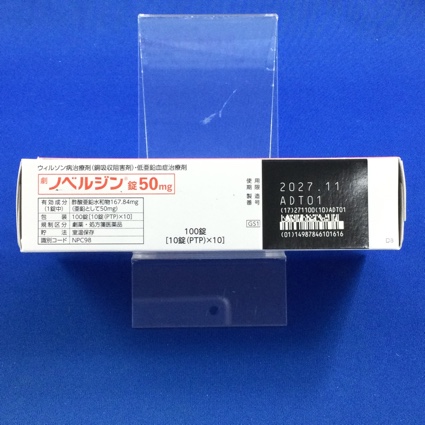 ウィルソン病治療剤(銅吸収阻害剤)・低亜鉛血症治療剤
劇 ノベルジン錠50mg
有効成分(1錠中) 酢酸亜鉛水和物167.84mg(亜鉛として50mg)
包装 100錠[10錠(PTP)×10]
規制区分 劇薬・処方箋医薬品
貯法 室温保存
識別コード NPC98
100錠
[10錠(PTP)×10]
使用期限
製造番号
GS1
2027.11
ADT01
(17)271100(10)ADT01
(01)14987846101616